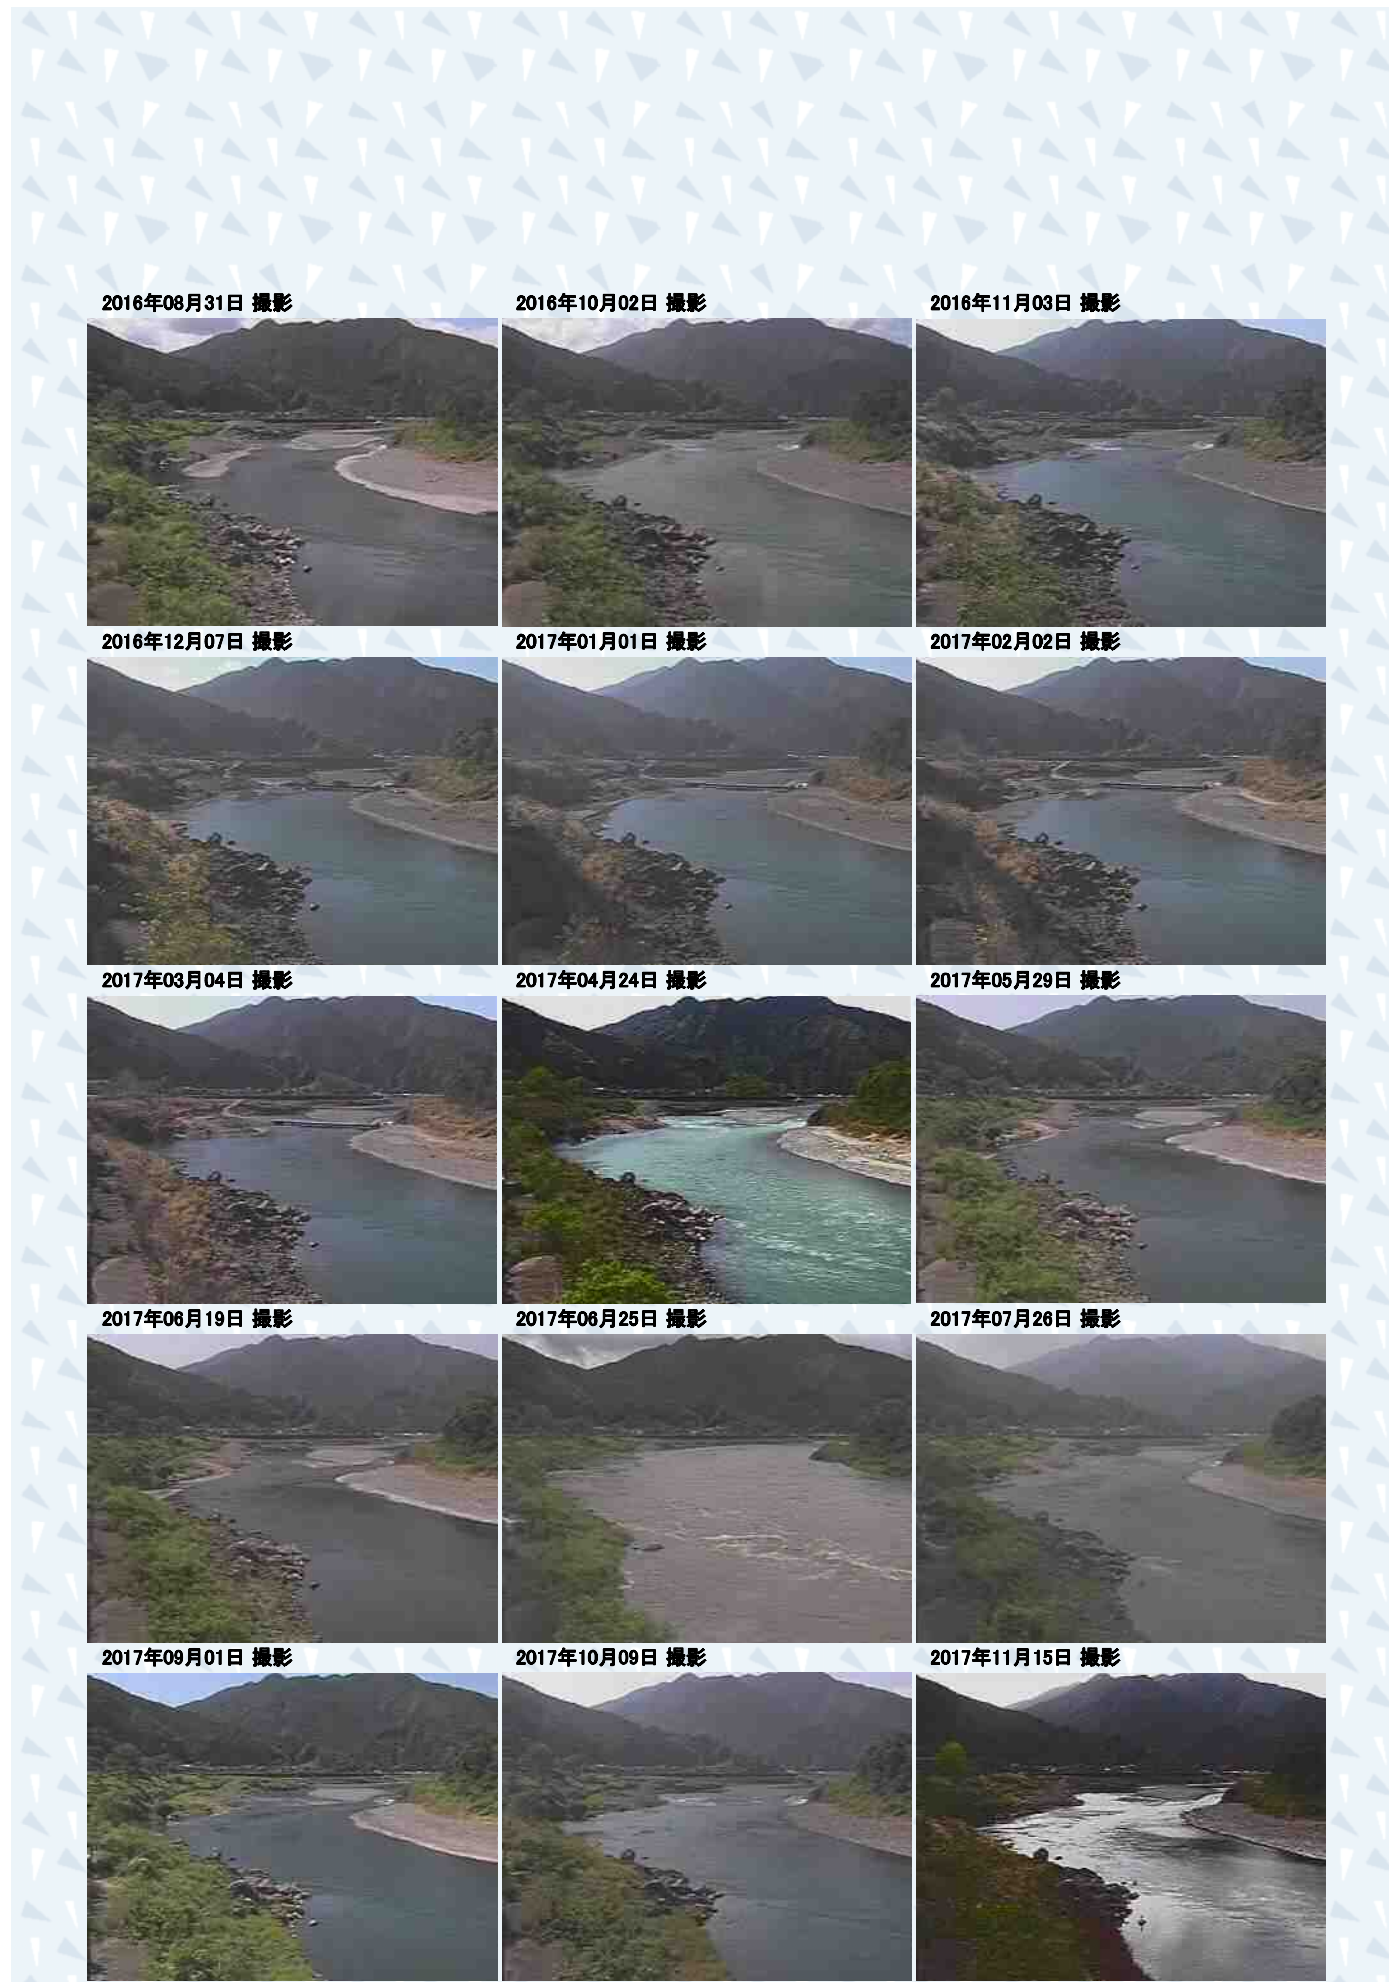 2016年08月31日 撮影
2016年10月02日 撮影
2016年11月03日 撮影
2016年12月07日 撮影
2017年01月01日 撮影
2017年02月02日 撮影
2017年03月04日 撮影
2017年04月24日 撮影
2017年05月29日 撮影
2017年06月19日 撮影
2017年06月25日 撮影
2017年07月26日 撮影
2017年09月01日 撮影
2017年10月09日 撮影
2017年11月15日 撮影